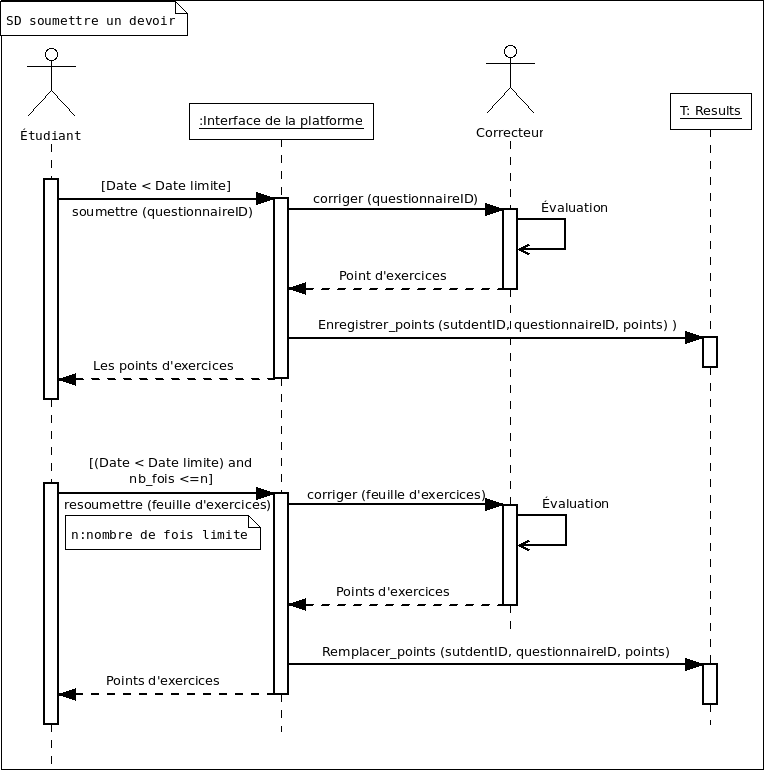 SD soumettre un devoir
Étudiant
:Interface de la platforme
Correcteur
T: Results
[Date < Date limite]
soumettre (questionnaireID)
corriger (questionnaireID)
Évaluation
Point d'exercices
Enregistrer_points (sutdentID, questionnaireID, points) )
Les points d'exercices
[(Date < Date limite) and
nb_fois <=n]
resoumettre (feuille d'exercices)
corriger (feuille d'exercices)
Évaluation
n:nombre de fois limite
Points d'exercices
Remplacer_points (sutdentID, questionnaireID, points)
Points d'exercices